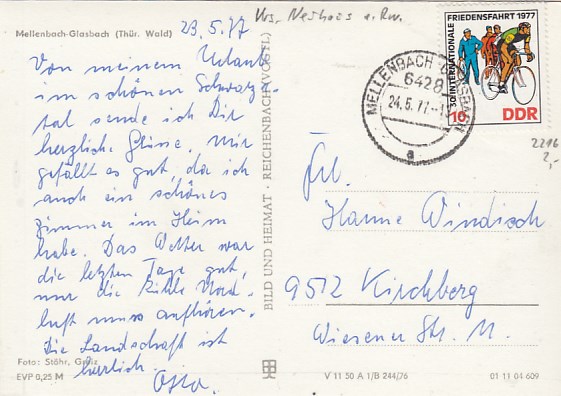 Mellenbach-Glasbach (Thür. Wald)
23.5.77
Von meinem Urlaub
im schönen Schwarza-
tal sende ich Dir
herzliche Grüße. Mir
gefällt es gut, da ich
auch ein schönes
Zimmer im Heim
habe. Das Wetter war
die letzten Tage gut,
nur die kühle Nord-
luft muss aufhören.
Die Landschaft ist
herrlich.
Foto: Stöhr, Greiz
EVP 0,25 M
BILD UND HEIMAT · REICHENBACH (VOGTL.)
MELLENBACH-GLASBACH
6428
24.5.77
a
30. INTERNATIONALE
FRIEDENSFAHRT 1977
10 DDR
2216
2,-
Frl.
Hanne Windisch
9512 Kirchberg
Wiesener Str. 11.
V 11 50 A 1/B 244/76
01 11 04 609